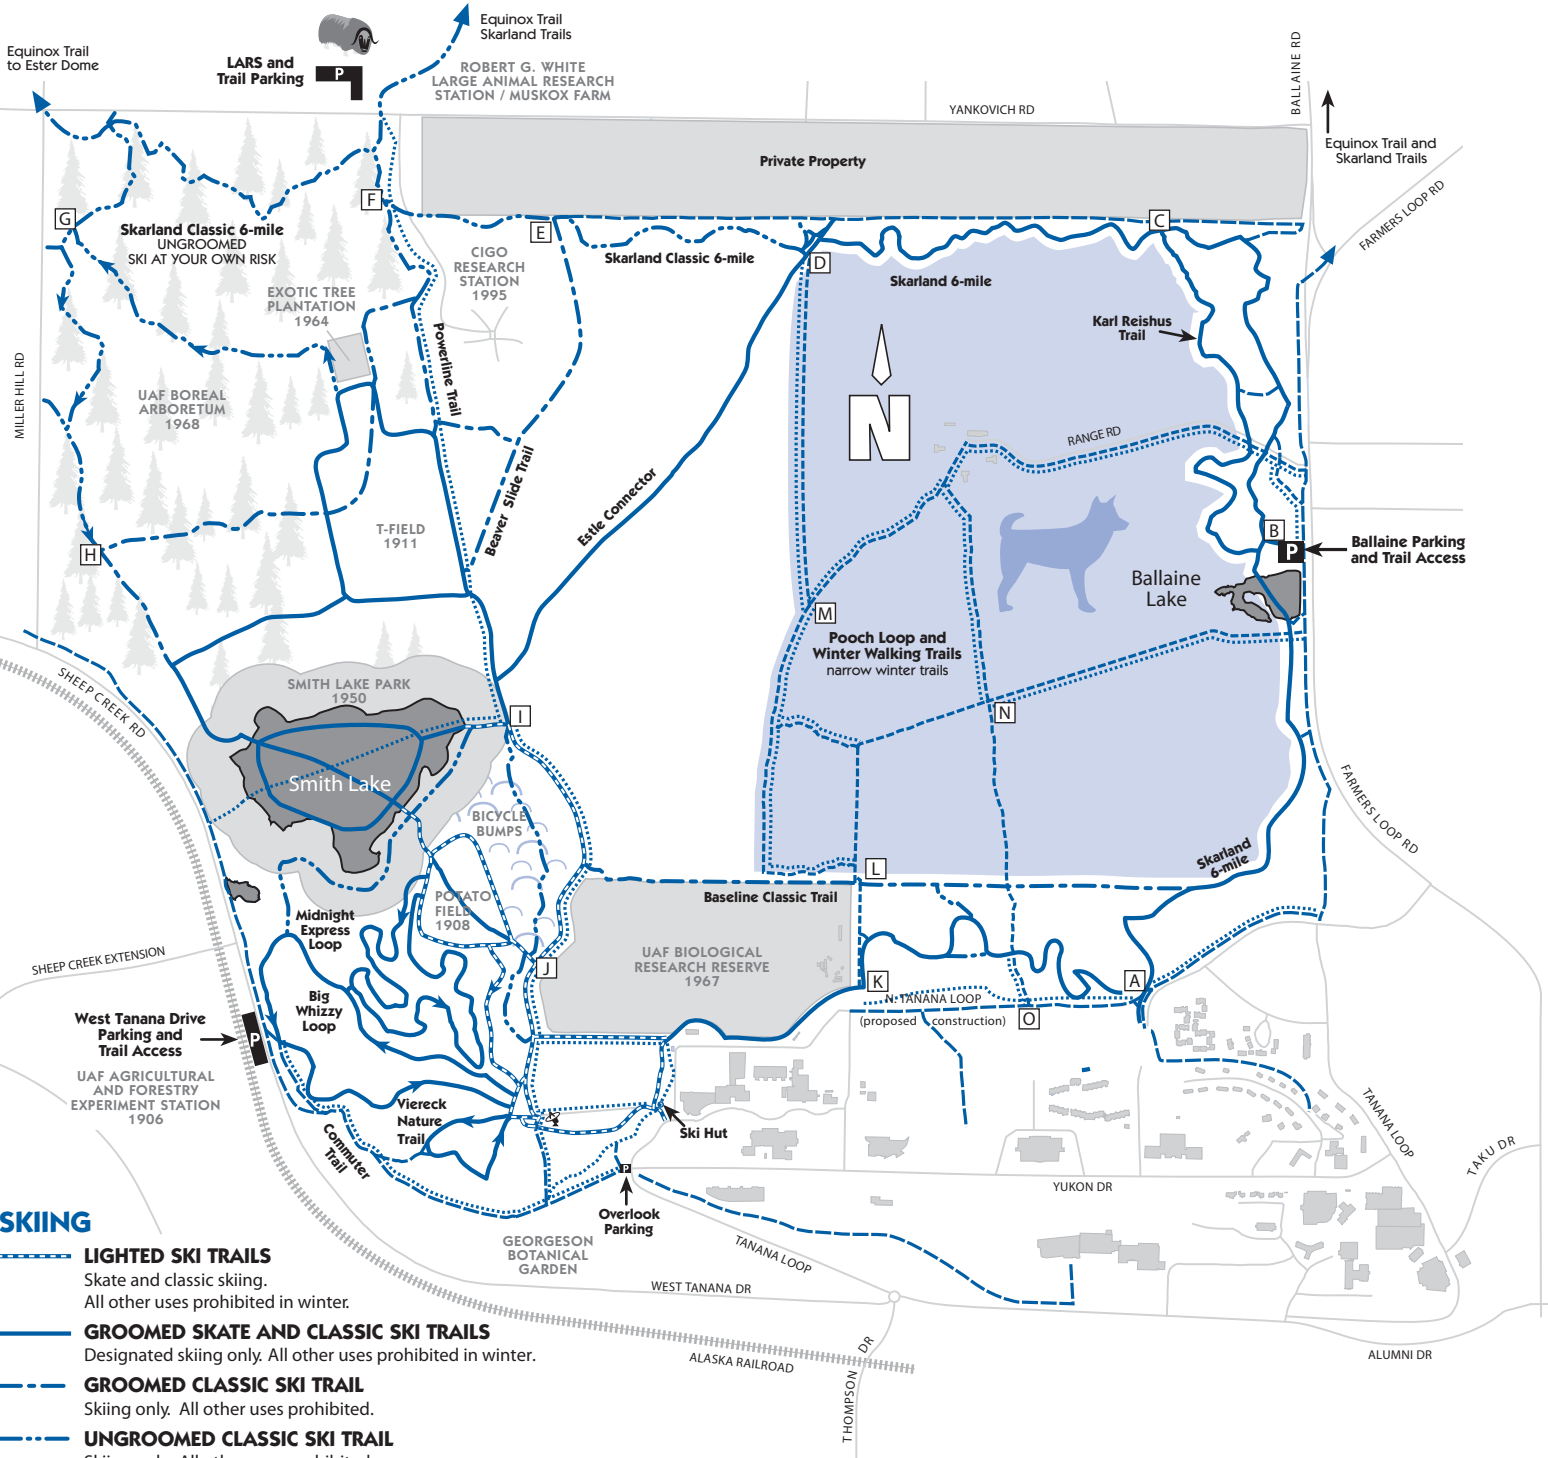 Equinox Trail
Skarland Trails
Equinox Trail
to Ester Dome
LARS and
Trail Parking
P
ROBERT G. WHITE
LARGE ANIMAL RESEARCH
STATION / MUSKOX FARM
YANKOVICH RD
BALLAINE RD
Equinox Trail and
Skarland Trails
FARMERS LOOP RD
Private Property
F
G
E
C
D
Skarland Classic 6-mile
UNGROOMED
SKI AT YOUR OWN RISK
CIGO
RESEARCH
STATION
1995
Skarland Classic 6-mile
Skarland 6-mile
EXOTIC TREE
PLANTATION
1964
Karl Reishus
Trail
Powerline Trail
MILLER HILL RD
UAF BOREAL
ARBORETUM
1968
N
RANGE RD
Beaver Slide Trail
Estle Connector
T-FIELD
1911
H
B
P
Ballaine Parking
and Trail Access
Ballaine
Lake
M
Pooch Loop and
Winter Walking Trails
narrow winter trails
SHEEP CREEK RD
SMITH LAKE PARK
1950
I
N
Smith Lake
BICYCLE
BUMPS
FARMERS LOOP RD
Skarland
6-mile
L
Baseline Classic Trail
POTATO
FIELD
1908
Midnight
Express
Loop
UAF BIOLOGICAL
RESEARCH RESERVE
1967
SHEEP CREEK EXTENSION
J
K
A
N. TANANA LOOP
(proposed construction)
O
Big
Whizzy
Loop
West Tanana Drive
Parking and
Trail Access
P
UAF AGRICULTURAL
AND FORESTRY
EXPERIMENT STATION
1906
Viereck
Nature
Trail
Ski Hut
Commuter
Trail
TANANA LOOP
TAKU DR
P
YUKON DR
Overlook
Parking
GEORGESON
BOTANICAL
GARDEN
TANANA LOOP
WEST TANANA DR
ALASKA RAILROAD
THOMPSON DR
ALUMNI DR
SKIING
LIGHTED SKI TRAILS
Skate and classic skiing.
All other uses prohibited in winter.
GROOMED SKATE AND CLASSIC SKI TRAILS
Designated skiing only. All other uses prohibited in winter.
GROOMED CLASSIC SKI TRAIL
Skiing only. All other uses prohibited.
UNGROOMED CLASSIC SKI TRAIL